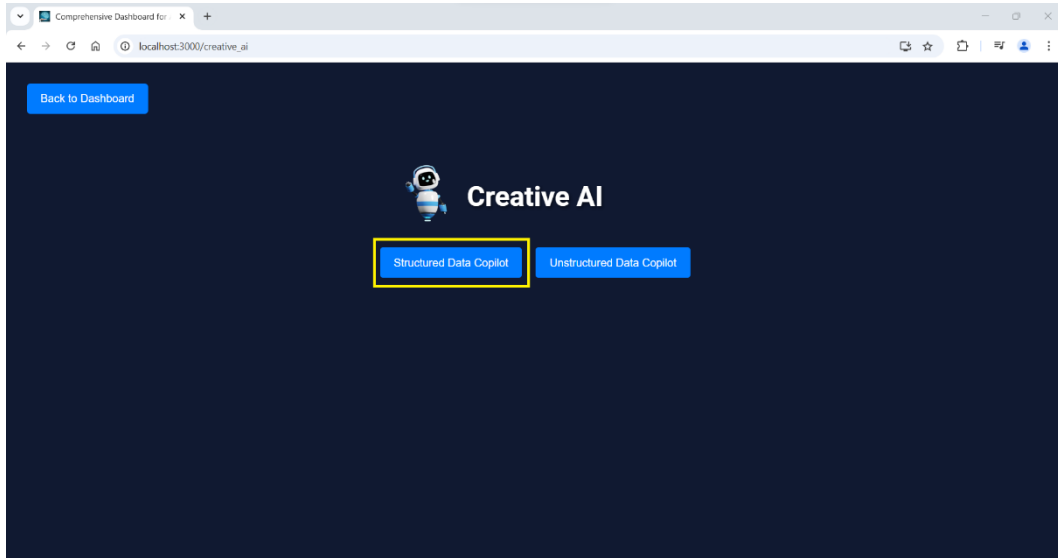 Comprehensive Dashboard for
localhost:3000/creative_ai
Back to Dashboard
Creative AI
Structured Data Copilot
Unstructured Data Copilot